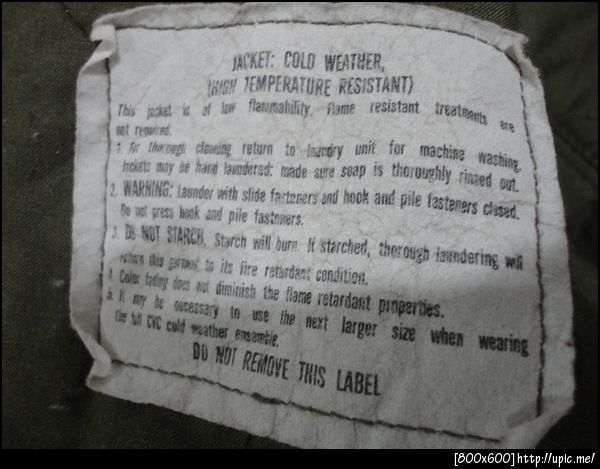 JACKET: COLD WEATHER,
(HIGH TEMPERATURE RESISTANT)
This jacket is of low flammability, flame resistant treatments are
not required.
1. For thorough cleaning return to laundry unit for machine washing.
Jackets may be hand laundered: made sure soap is thoroughly rinsed out.
2. WARNING: Launder with slide fasteners and hook and pile fasteners closed.
Do not press hook and pile fasteners.
3. DO NOT STARCH. Starch will burn. If starched, thorough laundering will
return this garment to its fire retardant condition.
4. Color fading does not diminish the flame retardant properties.
5. It may be necessary to use the next larger size when wearing
the full CVC cold weather ensemble.
DO NOT REMOVE THIS LABEL
[800x600]http://upic.me/